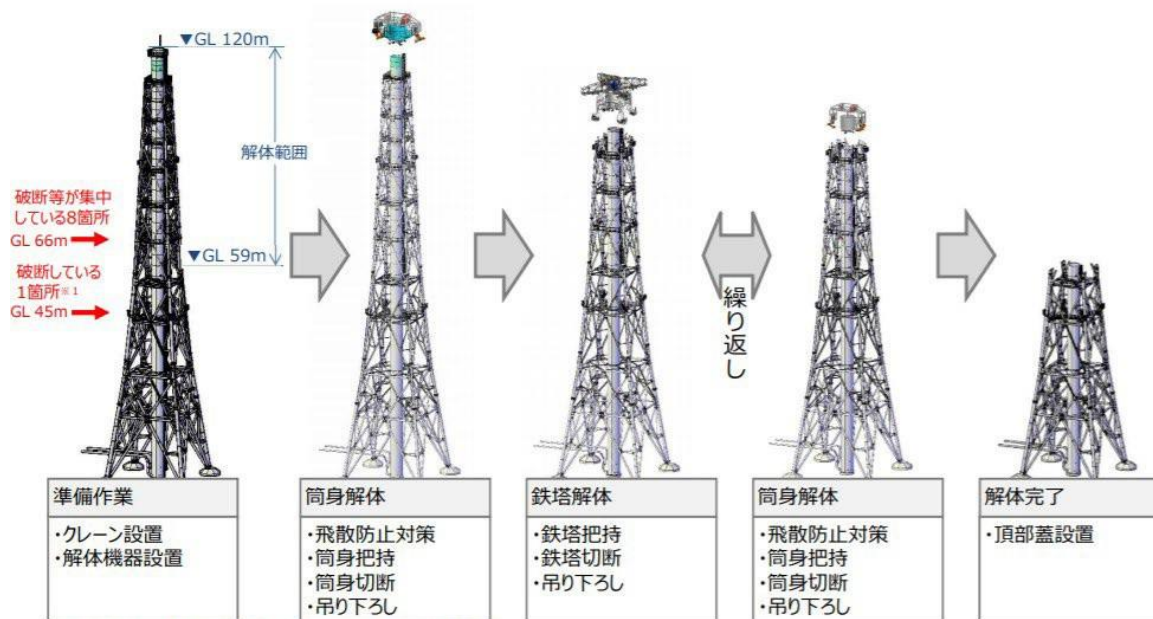 ▼GL 120m
解体範囲
破断等が集中
している8箇所
GL 66m
▼GL 59m
破断している
1箇所※1
GL 45m
繰り返し
準備作業
・クレーン設置
・解体機器設置
筒身解体
・飛散防止対策
・筒身把持
・筒身切断
・吊り下ろし
鉄塔解体
・鉄塔把持
・鉄塔切断
・吊り下ろし
筒身解体
・飛散防止対策
・筒身把持
・筒身切断
・吊り下ろし
解体完了
・頂部蓋設置